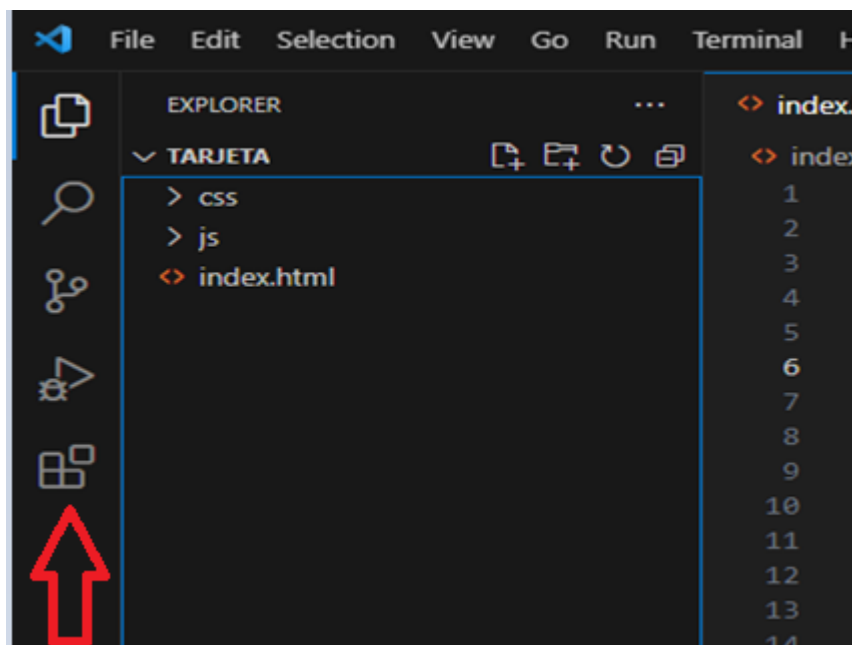 File Edit Selection View Go Run Terminal
EXPLORER ... index.
TARJETA
css
js
index.html
1
2
3
4
5
6
7
8
9
10
11
12
13
14